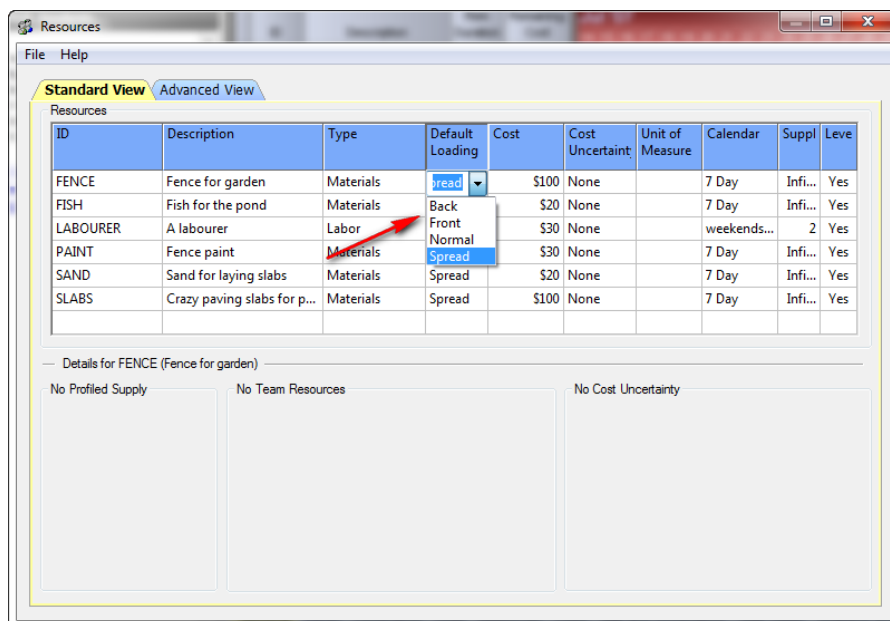 Resources
File Help
Standard View Advanced View
Resources
ID Description Type Default Loading Cost Cost Uncertaint Unit of Measure Calendar Suppl Leve
FENCE Fence for garden Materials pread $100 None 7 Day Infi... Yes
FISH Fish for the pond Materials $20 None 7 Day Infi... Yes
LABOURER A labourer Labor $30 None weekends... 2 Yes
PAINT Fence paint Materials $30 None 7 Day Infi... Yes
SAND Sand for laying slabs Materials Spread $20 None 7 Day Infi... Yes
SLABS Crazy paving slabs for p... Materials Spread $100 None 7 Day Infi... Yes
Back
Front
Normal
Spread
Details for FENCE (Fence for garden)
No Profiled Supply No Team Resources No Cost Uncertainty